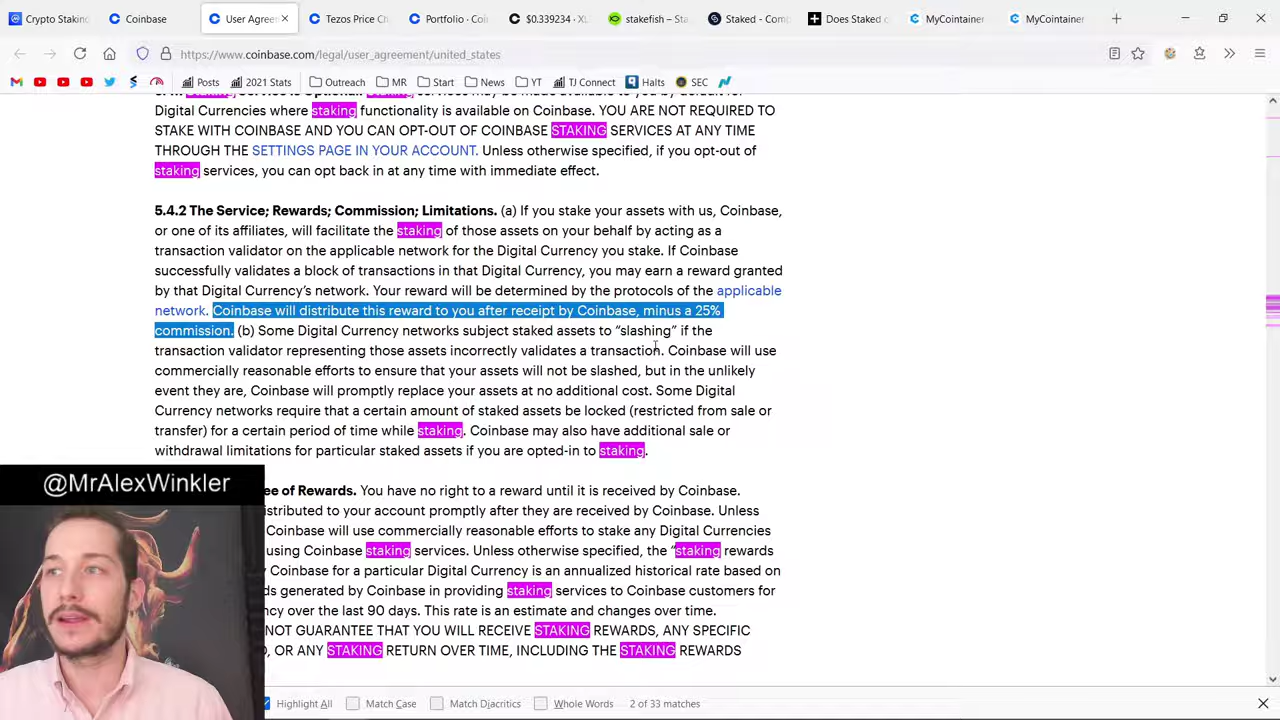 Crypto Stakin
Coinbase
User Agree
Tezos Price Ch
Portfolio - Coi
$0.339234 - XL
stakefish – Sta
Staked - Com
Does Staked o
MyCointainer
MyCointainer
https://www.coinbase.com/legal/user_agreement/united_states
Posts
2021 Stats
Outreach
MR
Start
News
YT
TJ Connect
Halts
SEC
Digital Currencies where staking functionality is available on Coinbase. YOU ARE NOT REQUIRED TO
STAKE WITH COINBASE AND YOU CAN OPT-OUT OF COINBASE STAKING SERVICES AT ANY TIME
THROUGH THE SETTINGS PAGE IN YOUR ACCOUNT. Unless otherwise specified, if you opt-out of
staking services, you can opt back in at any time with immediate effect.
5.4.2 The Service; Rewards; Commission; Limitations. (a) If you stake your assets with us, Coinbase,
or one of its affiliates, will facilitate the staking of those assets on your behalf by acting as a
transaction validator on the applicable network for the Digital Currency you stake. If Coinbase
successfully validates a block of transactions in that Digital Currency, you may earn a reward granted
by that Digital Currency’s network. Your reward will be determined by the protocols of the applicable
network. Coinbase will distribute this reward to you after receipt by Coinbase, minus a 25%
commission. (b) Some Digital Currency networks subject staked assets to “slashing” if the
transaction validator representing those assets incorrectly validates a transaction. Coinbase will use
commercially reasonable efforts to ensure that your assets will not be slashed, but in the unlikely
event they are, Coinbase will promptly replace your assets at no additional cost. Some Digital
Currency networks require that a certain amount of staked assets be locked (restricted from sale or
transfer) for a certain period of time while staking. Coinbase may also have additional sale or
withdrawal limitations for particular staked assets if you are opted-in to staking.
@MrAlexWinkler
ee of Rewards. You have no right to a reward until it is received by Coinbase.
istributed to your account promptly after they are received by Coinbase. Unless
Coinbase will use commercially reasonable efforts to stake any Digital Currencies
using Coinbase staking services. Unless otherwise specified, the “staking rewards
y Coinbase for a particular Digital Currency is an annualized historical rate based on
ds generated by Coinbase in providing staking services to Coinbase customers for
ncy over the last 90 days. This rate is an estimate and changes over time.
NOT GUARANTEE THAT YOU WILL RECEIVE STAKING REWARDS, ANY SPECIFIC
, OR ANY STAKING RETURN OVER TIME, INCLUDING THE STAKING REWARDS
Highlight All
Match Case
Match Diacritics
Whole Words
2 of 33 matches